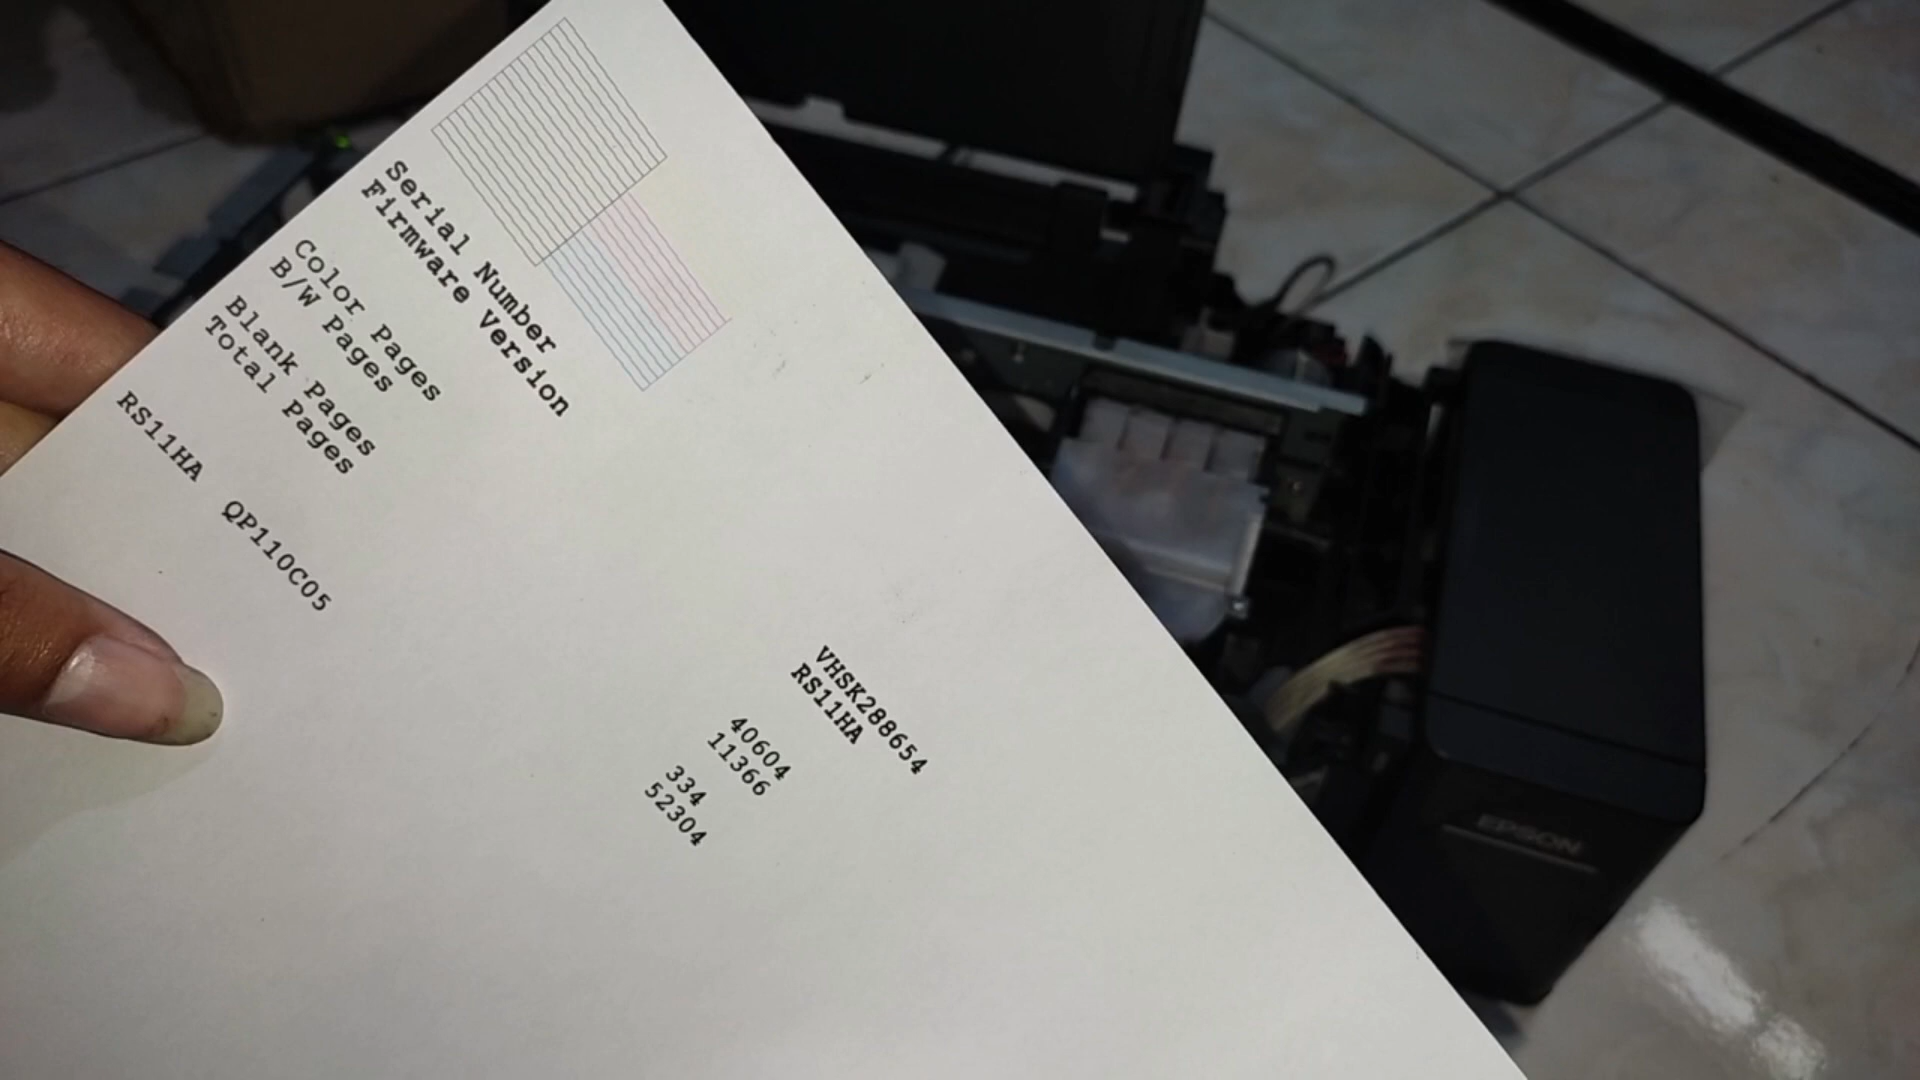 Serial Number VHSK288654
Firmware Version RS11HA
Color Pages 40604
B/W Pages 11366
Blank Pages 334
Total Pages 52304
RS11HA QP110C05
EPSON